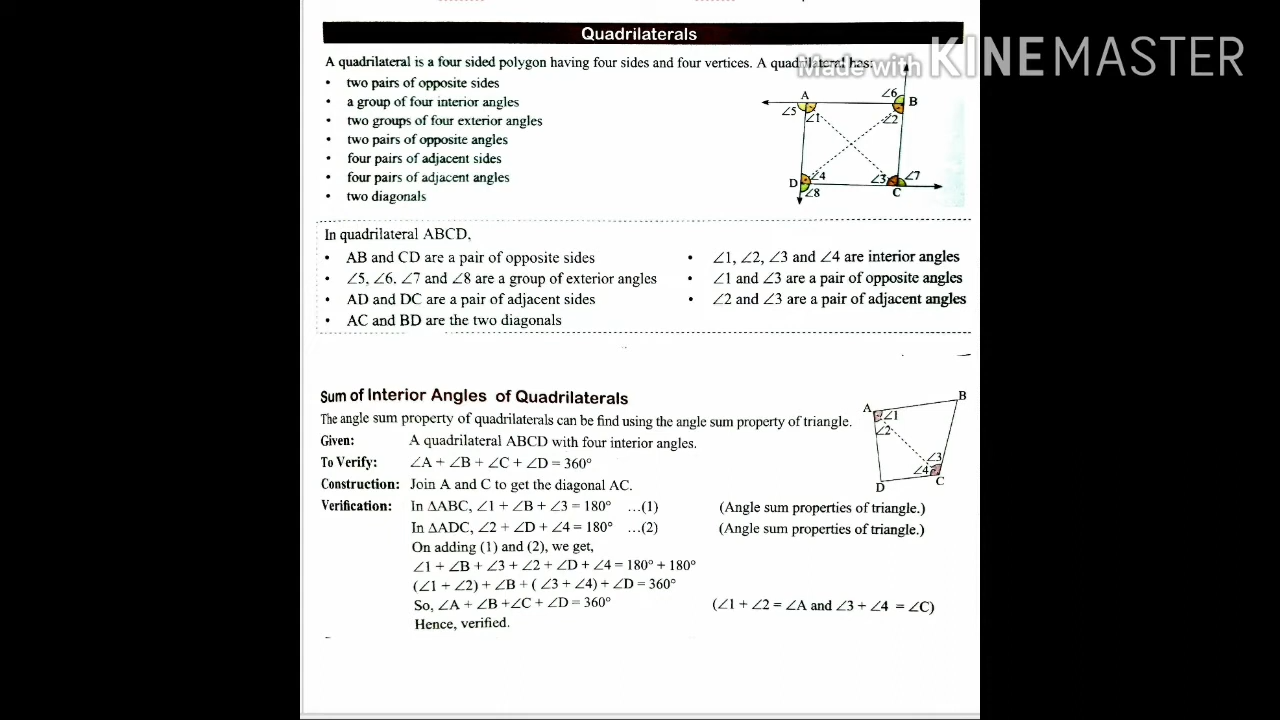 Quadrilaterals
Made with KINEMASTER
A quadrilateral is a four sided polygon having four sides and four vertices. A quadrilateral has:
• two pairs of opposite sides
• a group of four interior angles
• two groups of four exterior angles
• two pairs of opposite angles
• four pairs of adjacent sides
• four pairs of adjacent angles
• two diagonals
A ∠6 B
∠5 ∠1 ∠2
D ∠4 ∠3 ∠7
∠8 C
In quadrilateral ABCD,
• AB and CD are a pair of opposite sides
• ∠5, ∠6. ∠7 and ∠8 are a group of exterior angles
• AD and DC are a pair of adjacent sides
• AC and BD are the two diagonals
• ∠1, ∠2, ∠3 and ∠4 are interior angles
• ∠1 and ∠3 are a pair of opposite angles
• ∠2 and ∠3 are a pair of adjacent angles
Sum of Interior Angles of Quadrilaterals
The angle sum property of quadrilaterals can be find using the angle sum property of triangle.
Given: A quadrilateral ABCD with four interior angles.
To Verify: ∠A + ∠B + ∠C + ∠D = 360°
Construction: Join A and C to get the diagonal AC.
Verification: In ΔABC, ∠1 + ∠B + ∠3 = 180° ...(1) (Angle sum properties of triangle.)
In ΔADC, ∠2 + ∠D + ∠4 = 180° ...(2) (Angle sum properties of triangle.)
On adding (1) and (2), we get,
∠1 + ∠B + ∠3 + ∠2 + ∠D + ∠4 = 180° + 180°
(∠1 + ∠2) + ∠B + ( ∠3 + ∠4) + ∠D = 360°
So, ∠A + ∠B +∠C + ∠D = 360° (∠1 + ∠2 = ∠A and ∠3 + ∠4 = ∠C)
Hence, verified.
A B
∠1
∠2
∠3
∠4
D C